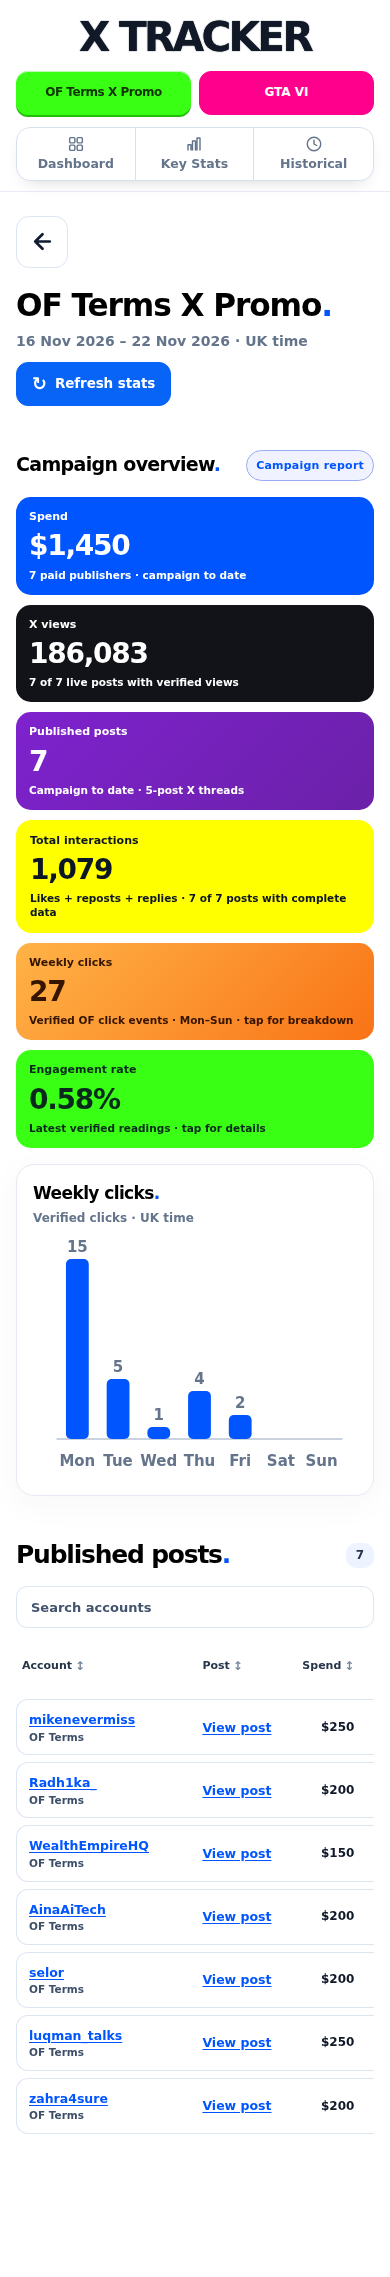 X TRACKER
OF Terms X Promo
GTA VI
Dashboard
Key Stats
Historical
OF Terms X Promo.
16 Nov 2026 – 22 Nov 2026 · UK time
↻ Refresh stats
Campaign overview.
Campaign report
Spend
$1,450
7 paid publishers · campaign to date
X views
186,083
7 of 7 live posts with verified views
Published posts
7
Campaign to date · 5-post X threads
Total interactions
1,079
Likes + reposts + replies · 7 of 7 posts with complete
data
Weekly clicks
27
Verified OF click events · Mon–Sun · tap for breakdown
Engagement rate
0.58%
Latest verified readings · tap for details
Weekly clicks.
Verified clicks · UK time
15
5
1
4
2
Mon Tue Wed Thu Fri Sat Sun
Published posts.
7
Search accounts
Account ↕ Post ↕ Spend ↕
mikenevermiss View post $250
OF Terms
Radh1ka_ View post $200
OF Terms
WealthEmpireHQ View post $150
OF Terms
AinaAiTech View post $200
OF Terms
selor View post $200
OF Terms
luqman_talks View post $250
OF Terms
zahra4sure View post $200
OF Terms